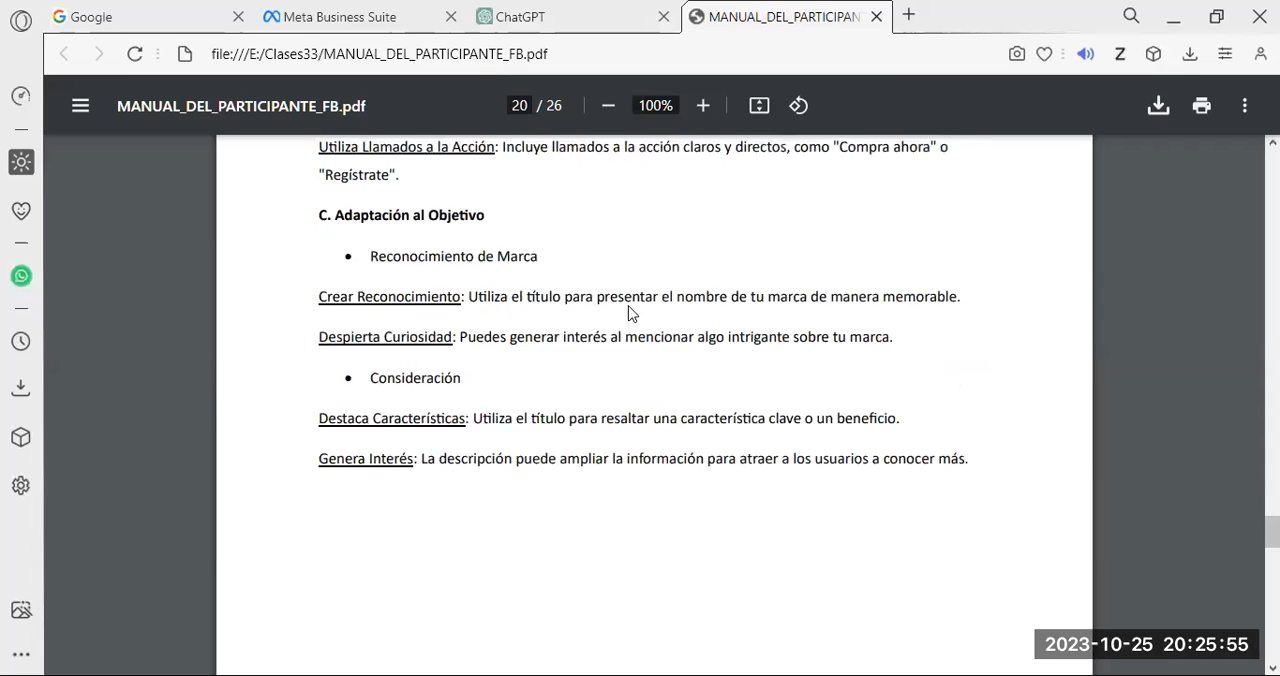 Google
Meta Business Suite
ChatGPT
MANUAL_DEL_PARTICIPAN
file:///E:/Clases33/MANUAL_DEL_PARTICIPANTE_FB.pdf
Z
MANUAL_DEL_PARTICIPANTE_FB.pdf
20 / 26
100%
Utiliza Llamados a la Acción: Incluye llamados a la acción claros y directos, como "Compra ahora" o
"Regístrate".
C. Adaptación al Objetivo
• Reconocimiento de Marca
Crear Reconocimiento: Utiliza el título para presentar el nombre de tu marca de manera memorable.
Despierta Curiosidad: Puedes generar interés al mencionar algo intrigante sobre tu marca.
• Consideración
Destaca Características: Utiliza el título para resaltar una característica clave o un beneficio.
Genera Interés: La descripción puede ampliar la información para atraer a los usuarios a conocer más.
2023-10-25 20:25:55